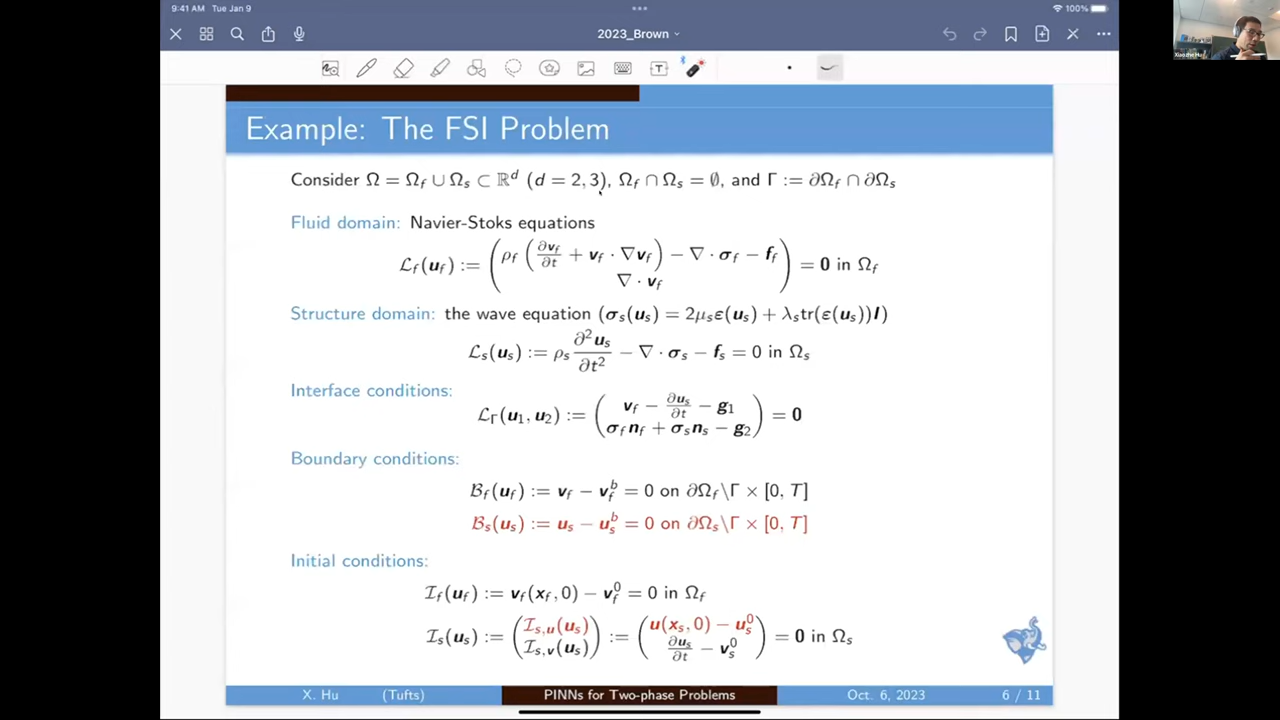 9:41 AM Tue Jan 9
100%
2023_Brown
Example: The FSI Problem
Consider Ω = Ω_f ∪ Ω_s ⊂ ℝ^d (d = 2, 3), Ω_f ∩ Ω_s = ∅, and Γ := ∂Ω_f ∩ ∂Ω_s
Fluid domain: Navier-Stoks equations
ℒ_f(u_f) := ( ρ_f ( ∂v_f/∂t + v_f · ∇v_f ) − ∇ · σ_f − f_f
∇ · v_f ) = 0 in Ω_f
Structure domain: the wave equation (σ_s(u_s) = 2μ_sε(u_s) + λ_str(ε(u_s))I)
ℒ_s(u_s) := ρ_s ∂²u_s/∂t² − ∇ · σ_s − f_s = 0 in Ω_s
Interface conditions:
ℒ_Γ(u_1, u_2) := ( v_f − ∂u_s/∂t − g_1
σ_f n_f + σ_s n_s − g_2 ) = 0
Boundary conditions:
ℬ_f(u_f) := v_f − v_f^b = 0 on ∂Ω_f\Γ × [0, T]
ℬ_s(u_s) := u_s − u_s^b = 0 on ∂Ω_s\Γ × [0, T]
Initial conditions:
ℐ_f(u_f) := v_f(x_f, 0) − v_f^0 = 0 in Ω_f
ℐ_s(u_s) := ( ℐ_{s,u}(u_s)
ℐ_{s,v}(u_s) ) := ( u(x_s, 0) − u_s^0
∂u_s/∂t − v_s^0 ) = 0 in Ω_s
X. Hu (Tufts) PINNs for Two-phase Problems Oct. 6, 2023 6 / 11